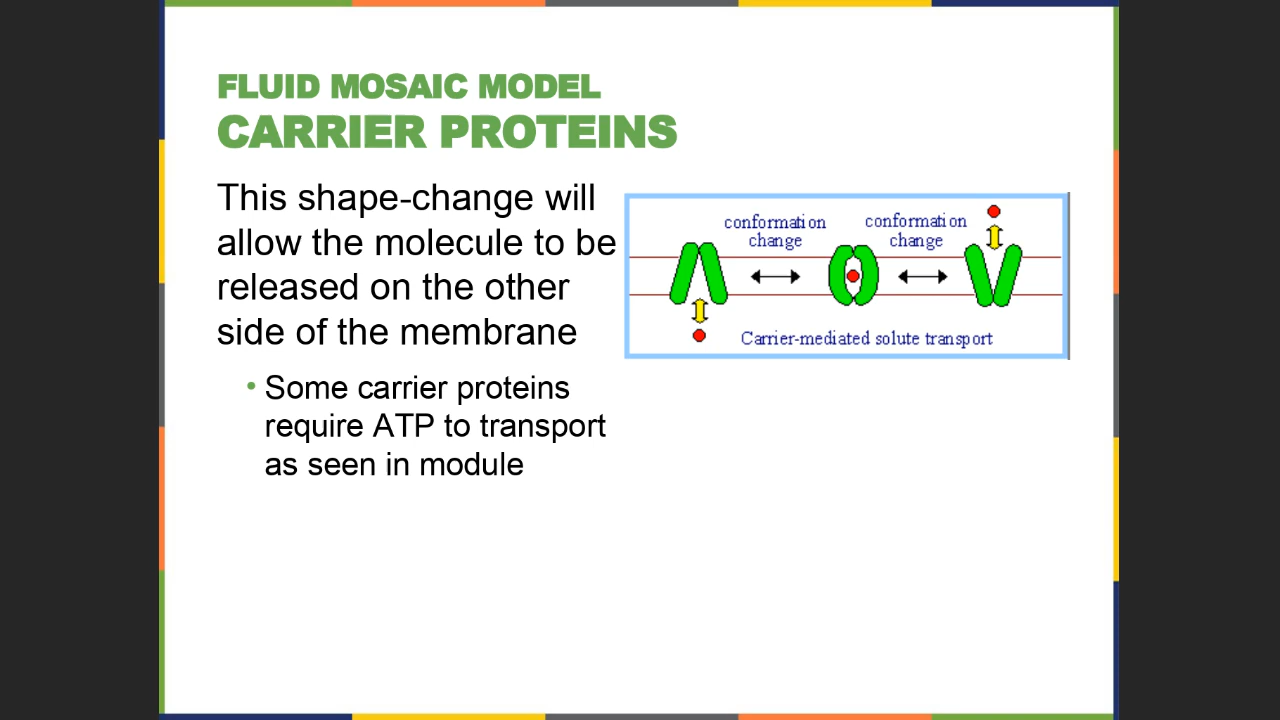 FLUID MOSAIC MODEL
CARRIER PROTEINS
This shape-change will
allow the molecule to be
released on the other
side of the membrane
• Some carrier proteins
require ATP to transport
as seen in module
conformation
change
conformation
change
Carrier-mediated solute transport